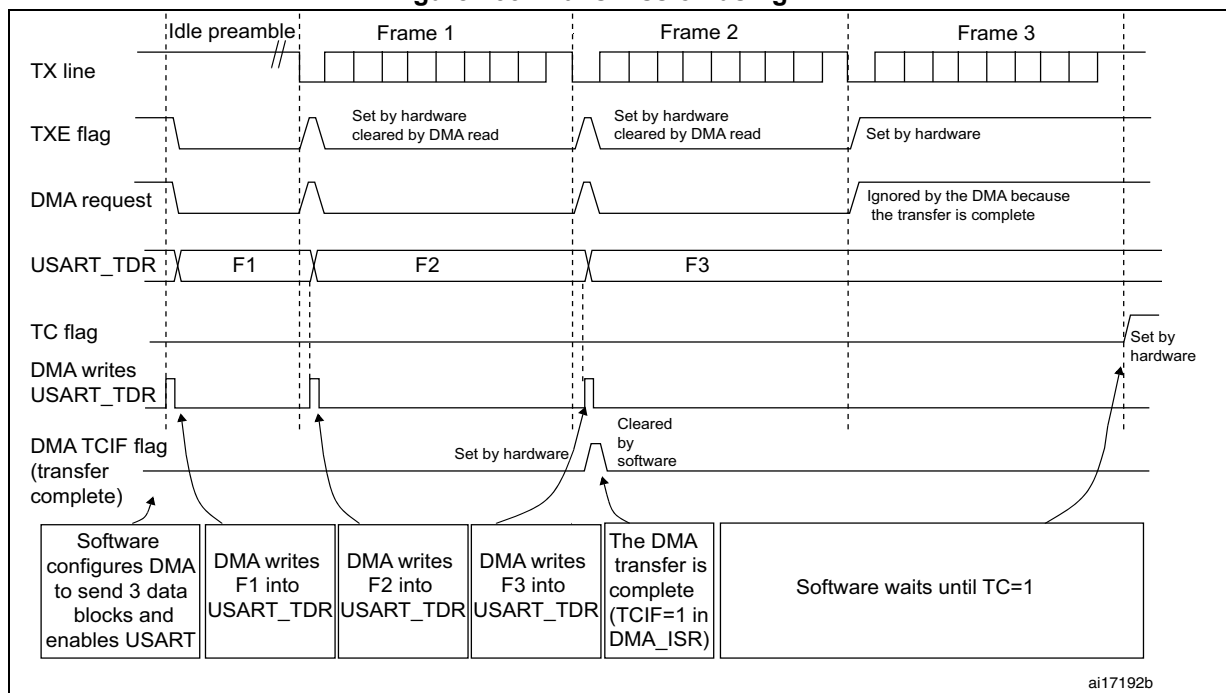 Idle preamble
Frame 1
Frame 2
Frame 3
TX line
TXE flag
Set by hardware
cleared by DMA read
Set by hardware
cleared by DMA read
Set by hardware
DMA request
Ignored by the DMA because
the transfer is complete
USART_TDR
F1
F2
F3
TC flag
Set by
hardware
DMA writes
USART_TDR
DMA TCIF flag
(transfer
complete)
Set by hardware
Cleared
by
software
Software
configures DMA
to send 3 data
blocks and
enables USART
DMA writes
F1 into
USART_TDR
DMA writes
F2 into
USART_TDR
DMA writes
F3 into
USART_TDR
The DMA
transfer is
complete
(TCIF=1 in
DMA_ISR)
Software waits until TC=1
ai17192b